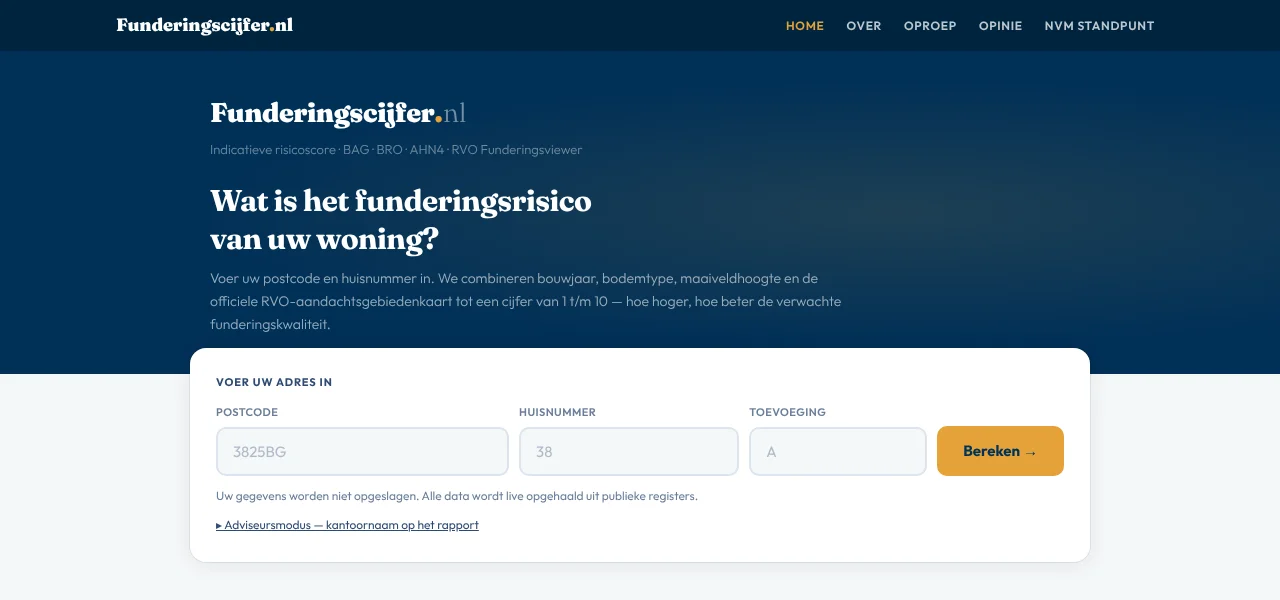 Funderingscijfer.nl
HOME OVER OPROEP OPINIE NVM STANDPUNT
Funderingscijfer.nl
Indicatieve risicoscore · BAG · BRO · AHN4 · RVO Funderingsviewer
Wat is het funderingsrisico
van uw woning?
Voer uw postcode en huisnummer in. We combineren bouwjaar, bodemtype, maaiveldhoogte en de
officiele RVO-aandachtsgebiedenkaart tot een cijfer van 1 t/m 10 — hoe hoger, hoe beter de verwachte
funderingskwaliteit.
VOER UW ADRES IN
POSTCODE HUISNUMMER TOEVOEGING
3825BG 38 A Bereken →
Uw gegevens worden niet opgeslagen. Alle data wordt live opgehaald uit publieke registers.
▸ Adviseursmodus — kantoornaam op het rapport